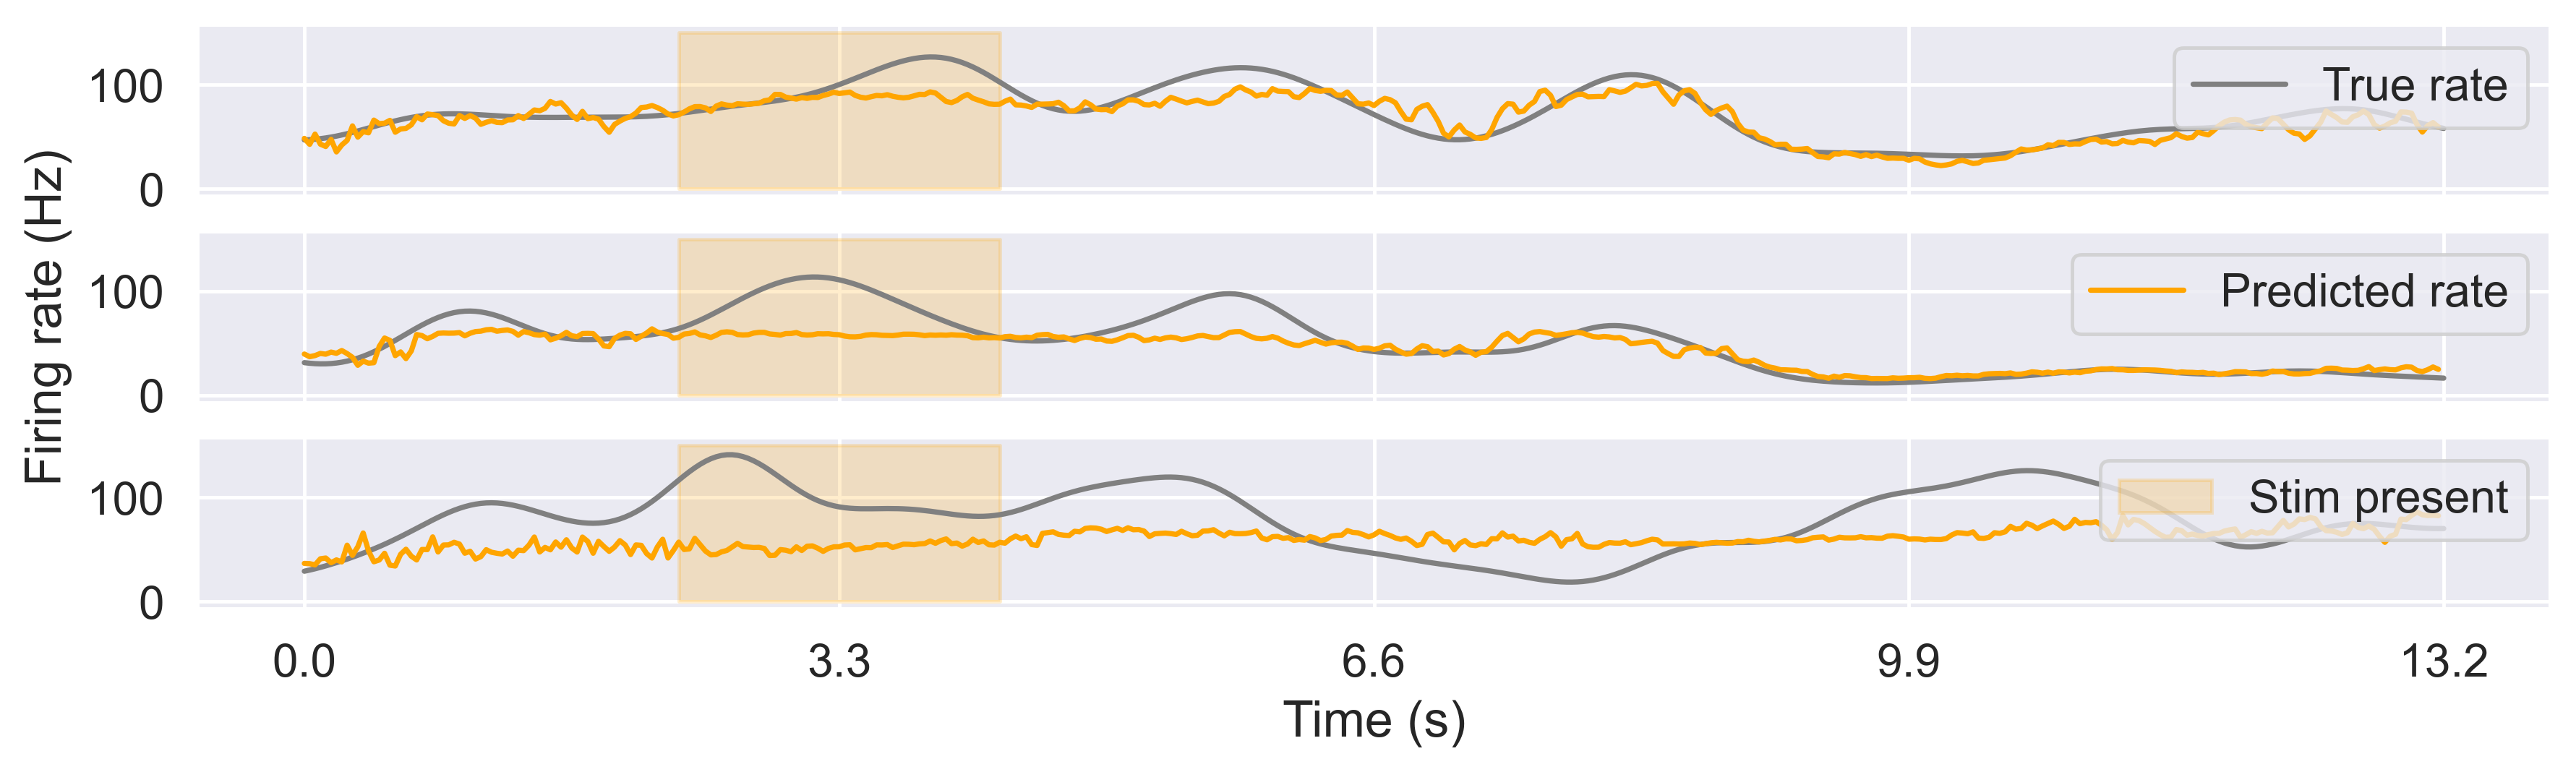 Firing rate (Hz)
100
0
True rate
100
0
Predicted rate
100
0
Stim present
0.0 3.3 6.6 9.9 13.2
Time (s)